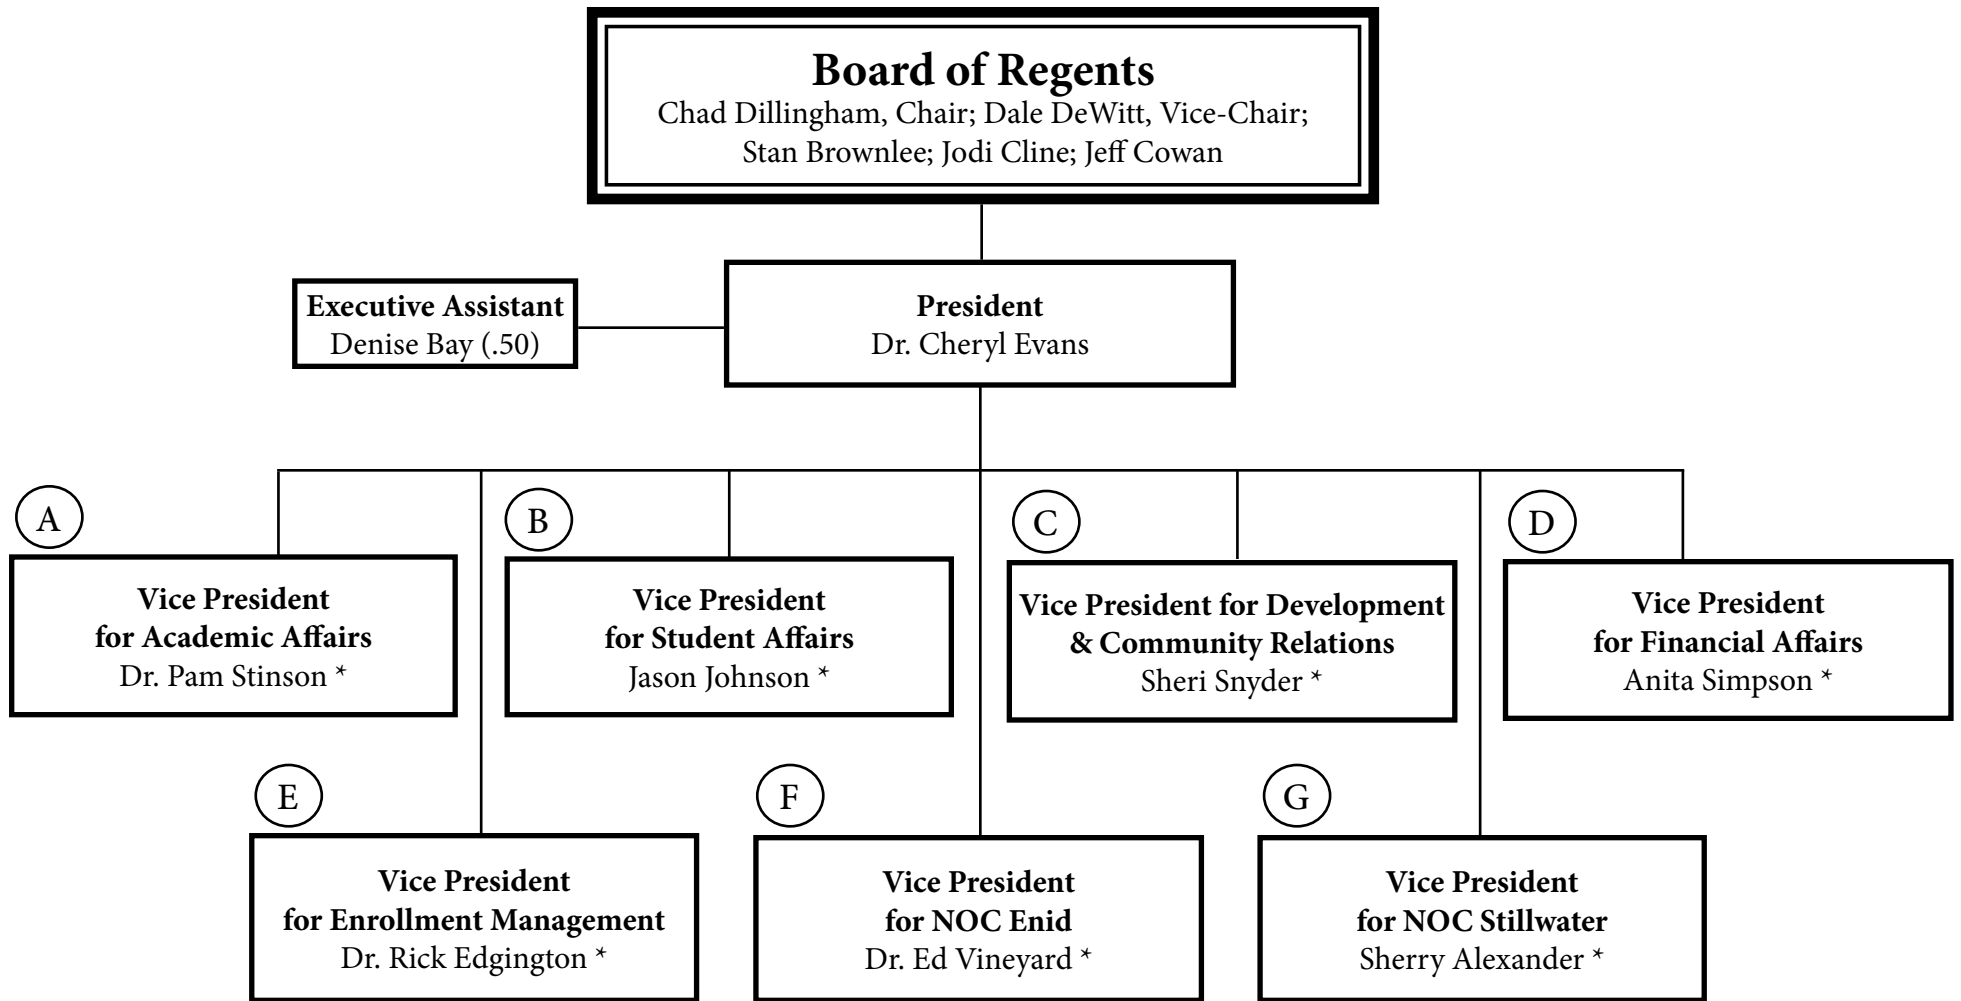 Board of Regents
Chad Dillingham, Chair; Dale DeWitt, Vice-Chair;
Stan Brownlee; Jodi Cline; Jeff Cowan
Executive Assistant
Denise Bay (.50)
President
Dr. Cheryl Evans
A
Vice President
for Academic Affairs
Dr. Pam Stinson *
B
Vice President
for Student Affairs
Jason Johnson *
C
Vice President for Development
& Community Relations
Sheri Snyder *
D
Vice President
for Financial Affairs
Anita Simpson *
E
Vice President
for Enrollment Management
Dr. Rick Edgington *
F
Vice President
for NOC Enid
Dr. Ed Vineyard *
G
Vice President
for NOC Stillwater
Sherry Alexander *